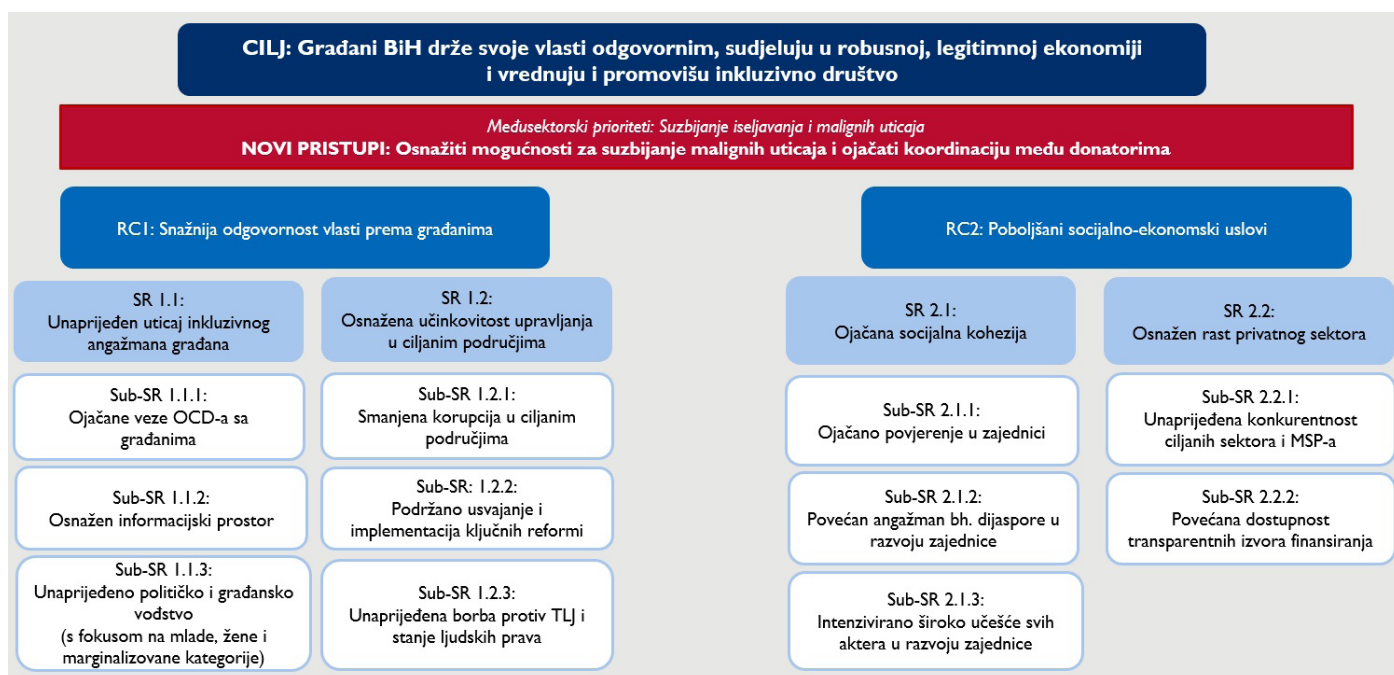 CILJ: Građani BiH drže svoje vlasti odgovornim, sudjeluju u robusnoj, legitimnoj ekonomiji
i vrednuju i promovišu inkluzivno društvo
Međusektorski prioriteti: Suzbijanje iseljavanja i malignih uticaja
NOVI PRISTUPI: Osnažiti mogućnosti za suzbijanje malignih uticaja i ojačati koordinaciju među donatorima
RC1: Snažnija odgovornost vlasti prema građanima
RC2: Poboljšani socijalno-ekonomski uslovi
SR 1.1:
Unaprijeđen uticaj inkluzivnog
angažmana građana
Sub-SR 1.1.1:
Ojačane veze OCD-a sa
građanima
Sub-SR 1.1.2:
Osnažen informacijski prostor
Sub-SR 1.1.3:
Unaprijeđeno političko i građansko
vođstvo
(s fokusom na mlade, žene i
marginalizovane kategorije)
SR 1.2:
Osnažena učinkovitost upravljanja
u ciljanim područjima
Sub-SR 1.2.1:
Smanjena korupcija u ciljanim
područjima
Sub-SR: 1.2.2:
Podržano usvajanje i
implementacija ključnih reformi
Sub-SR 1.2.3:
Unaprijeđena borba protiv TLJ i
stanje ljudskih prava
SR 2.1:
Ojačana socijalna kohezija
Sub-SR 2.1.1:
Ojačano povjerenje u zajednici
Sub-SR 2.1.2:
Povećan angažman bh. dijaspore u
razvoju zajednice
Sub-SR 2.1.3:
Intenzivirano široko učešće svih
aktera u razvoju zajednice
SR 2.2:
Osnažen rast privatnog sektora
Sub-SR 2.2.1:
Unaprijeđena konkurentnost
ciljanih sektora i MSP-a
Sub-SR 2.2.2:
Povećana dostupnost
transparentnih izvora finansiranja